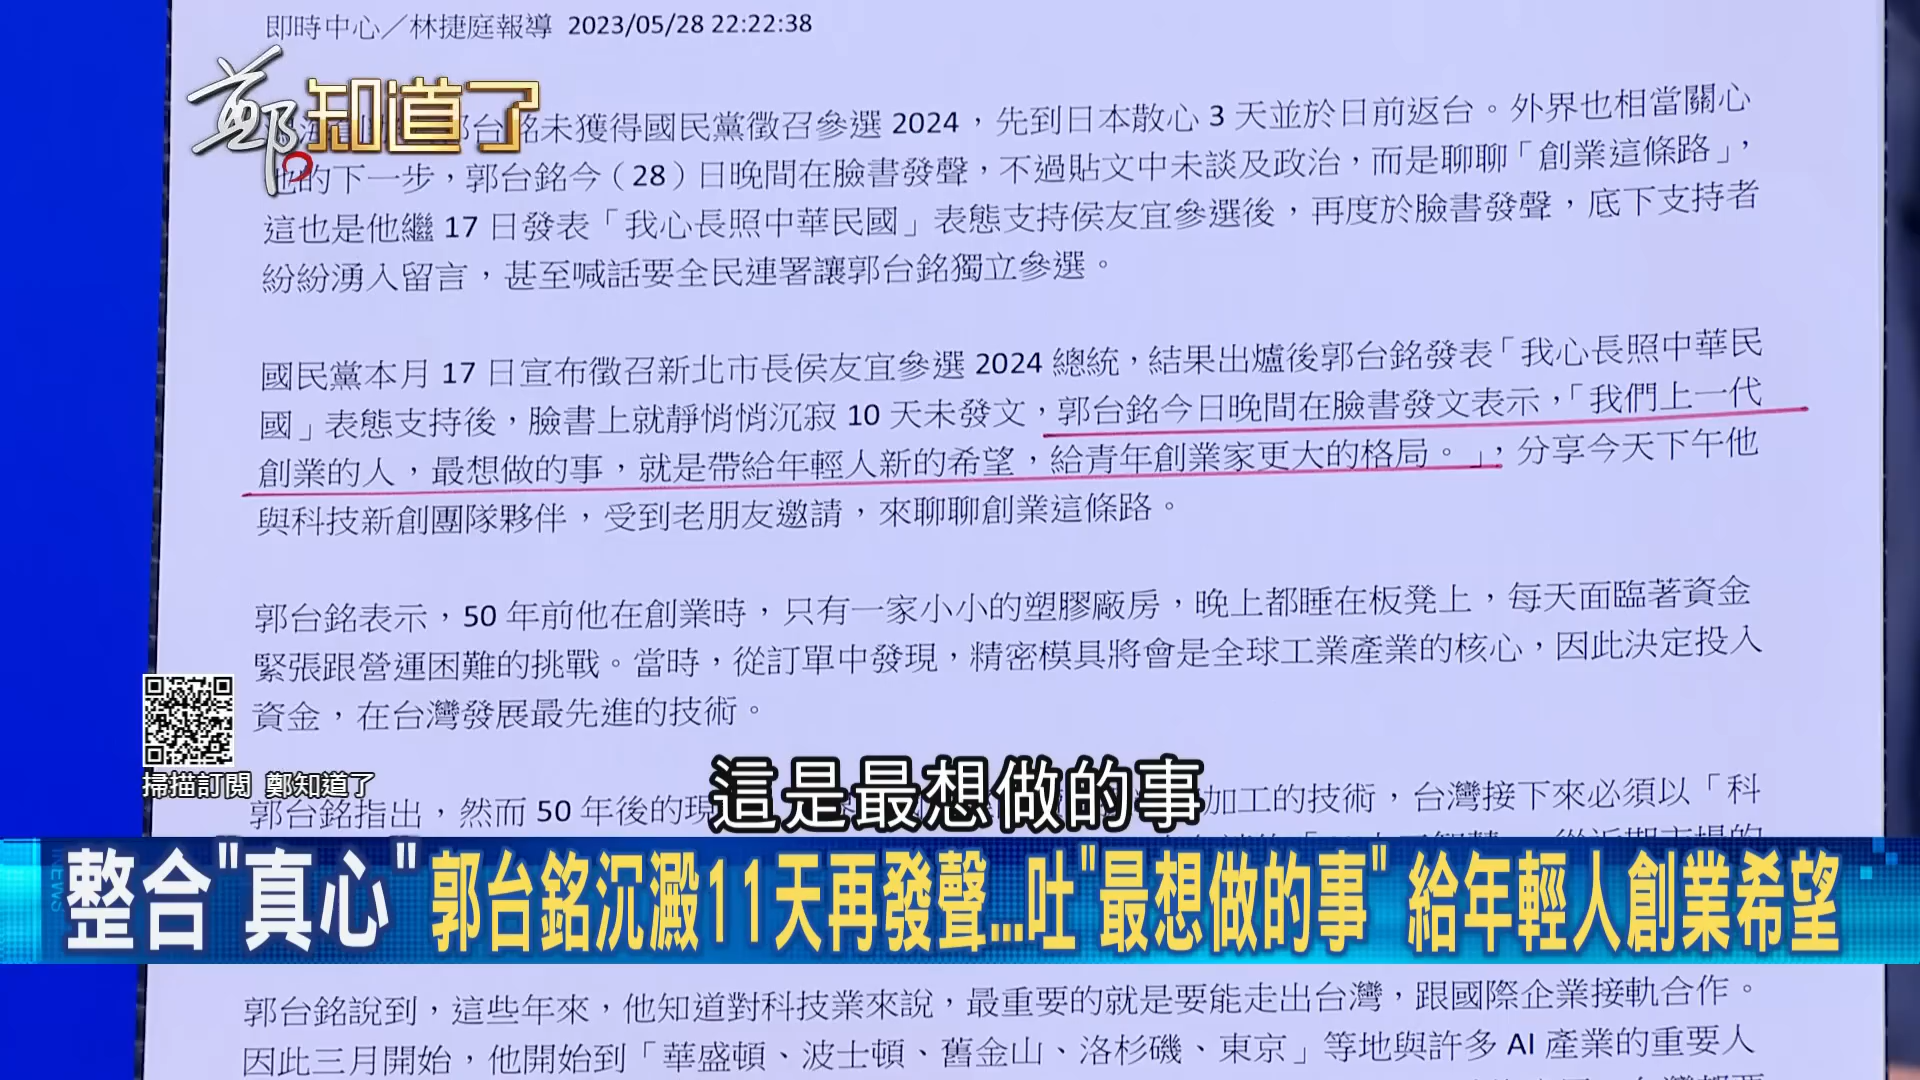 即時中心／林捷庭報導 2023/05/28 22:22:38
鄭知道了
郭台銘未獲得國民黨徵召參選 2024，先到日本散心 3 天並於日前返台。外界也相當關心
他的下一步，郭台銘今（28）日晚間在臉書發聲，不過貼文中未談及政治，而是聊聊「創業這條路」，
這也是他繼 17 日發表「我心長照中華民國」表態支持侯友宜參選後，再度於臉書發聲，底下支持者
紛紛湧入留言，甚至喊話要全民連署讓郭台銘獨立參選。
國民黨本月 17 日宣布徵召新北市長侯友宜參選 2024 總統，結果出爐後郭台銘發表「我心長照中華民
國」表態支持後，臉書上就靜悄悄沉寂 10 天未發文，郭台銘今日晚間在臉書發文表示，「我們上一代
創業的人，最想做的事，就是帶給年輕人新的希望，給青年創業家更大的格局。」，分享今天下午他
與科技新創團隊夥伴，受到老朋友邀請，來聊聊創業這條路。
郭台銘表示，50 年前他在創業時，只有一家小小的塑膠廠房，晚上都睡在板凳上，每天面臨著資金
緊張跟營運困難的挑戰。當時，從訂單中發現，精密模具將會是全球工業產業的核心，因此決定投入
資金，在台灣發展最先進的技術。
掃描訂閱 鄭知道了
這是最想做的事
郭台銘指出，然而 50 年後的現 加工的技術，台灣接下來必須以「科
整合"真心" 郭台銘沉澱11天再發聲...吐"最想做的事" 給年輕人創業希望
郭台銘說到，這些年來，他知道對科技業來說，最重要的就是要能走出台灣，跟國際企業接軌合作。
因此三月開始，他開始到「華盛頓、波士頓、舊金山、洛杉磯、東京」等地與許多 AI 產業的重要人